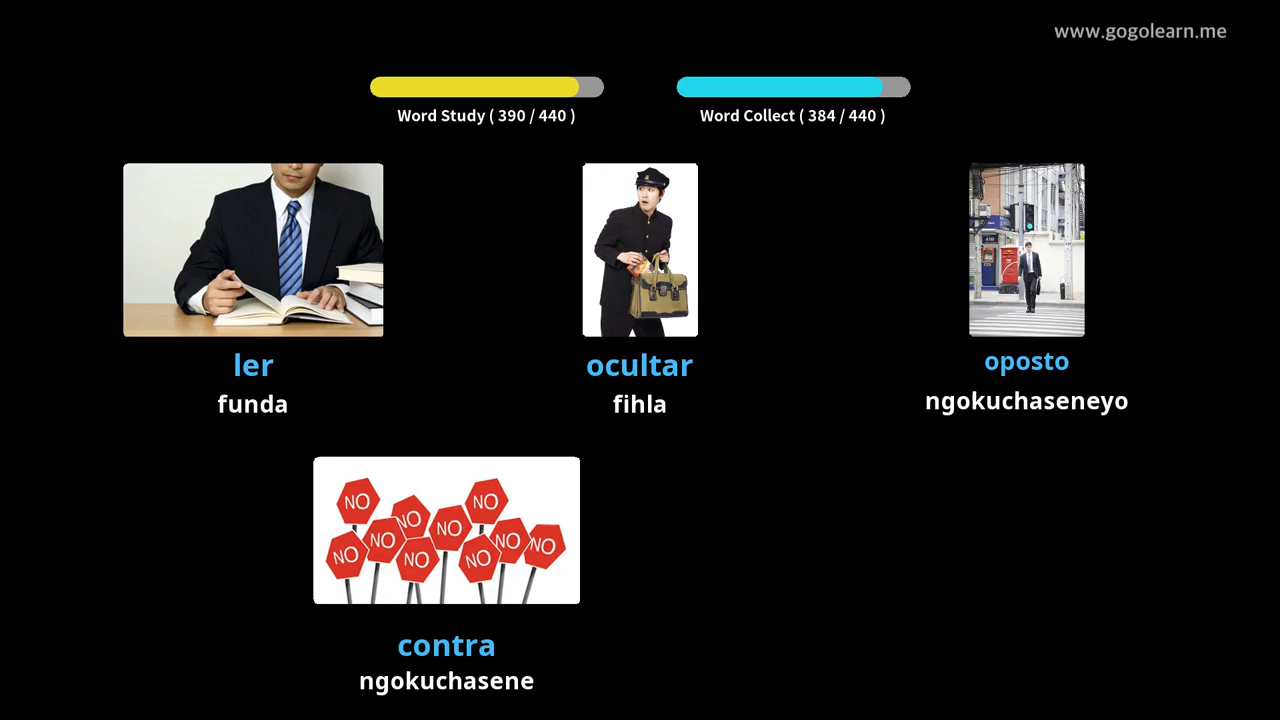 www.gogolearn.me
Word Study ( 390 / 440 )
Word Collect ( 384 / 440 )
ler
funda
ocultar
fihla
oposto
ngokuchaseneyo
NO
NO
NO
NO
NO
NO
NO
NO
NO
NO
contra
ngokuchasene